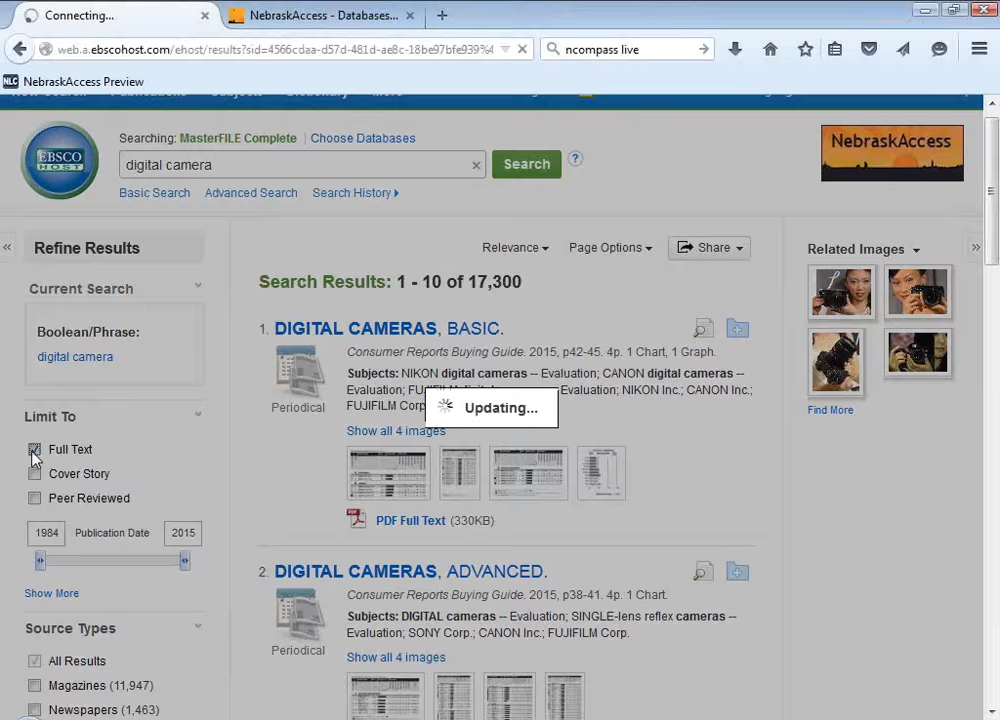 Connecting...
NebraskAccess - Databases...
web.a.ebscohost.com/ehost/results?sid=4566cdaa-d57d-481d-ae8c-18be97bfe939%4
ncompass live
NLC NebraskAccess Preview
EBSCO HOST
Searching: MasterFILE Complete Choose Databases
digital camera
Search
?
Basic Search Advanced Search Search History
NebraskAccess
Refine Results
Current Search
Boolean/Phrase:
digital camera
Limit To
Full Text
Cover Story
Peer Reviewed
1984 Publication Date 2015
Show More
Source Types
All Results
Magazines (11,947)
Newspapers (1,463)
Relevance Page Options Share
Search Results: 1 - 10 of 17,300
1. DIGITAL CAMERAS, BASIC.
Consumer Reports Buying Guide. 2015, p42-45. 4p. 1 Chart, 1 Graph.
Subjects: NIKON digital cameras -- Evaluation; CANON digital cameras --
Evaluation; Evaluation; NIKON Inc.; CANON Inc.;
FUJIFILM Corp
Periodical
Updating...
Show all 4 images
PDF Full Text (330KB)
2. DIGITAL CAMERAS, ADVANCED.
Consumer Reports Buying Guide. 2015, p38-41. 4p. 1 Chart.
Subjects: DIGITAL cameras -- Evaluation; SINGLE-lens reflex cameras --
Evaluation; SONY Corp.; CANON Inc.; FUJIFILM Corp.
Periodical
Show all 4 images
Related Images
Find More